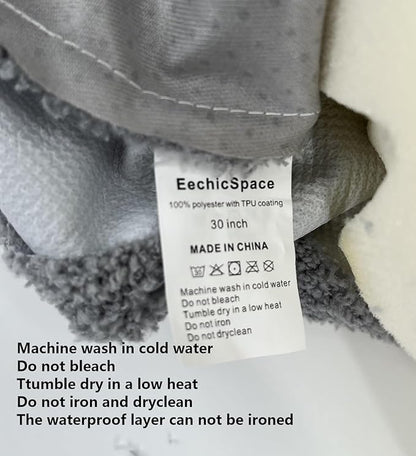 EechicSpace
100% polyester with TPU coating
30 inch
MADE IN CHINA
30
Machine wash in cold water
Do not bleach
Tumble dry in a low heat
Do not iron
Do not dryclean
Machine wash in cold water
Do not bleach
Ttumble dry in a low heat
Do not iron and dryclean
The waterproof layer can not be ironed